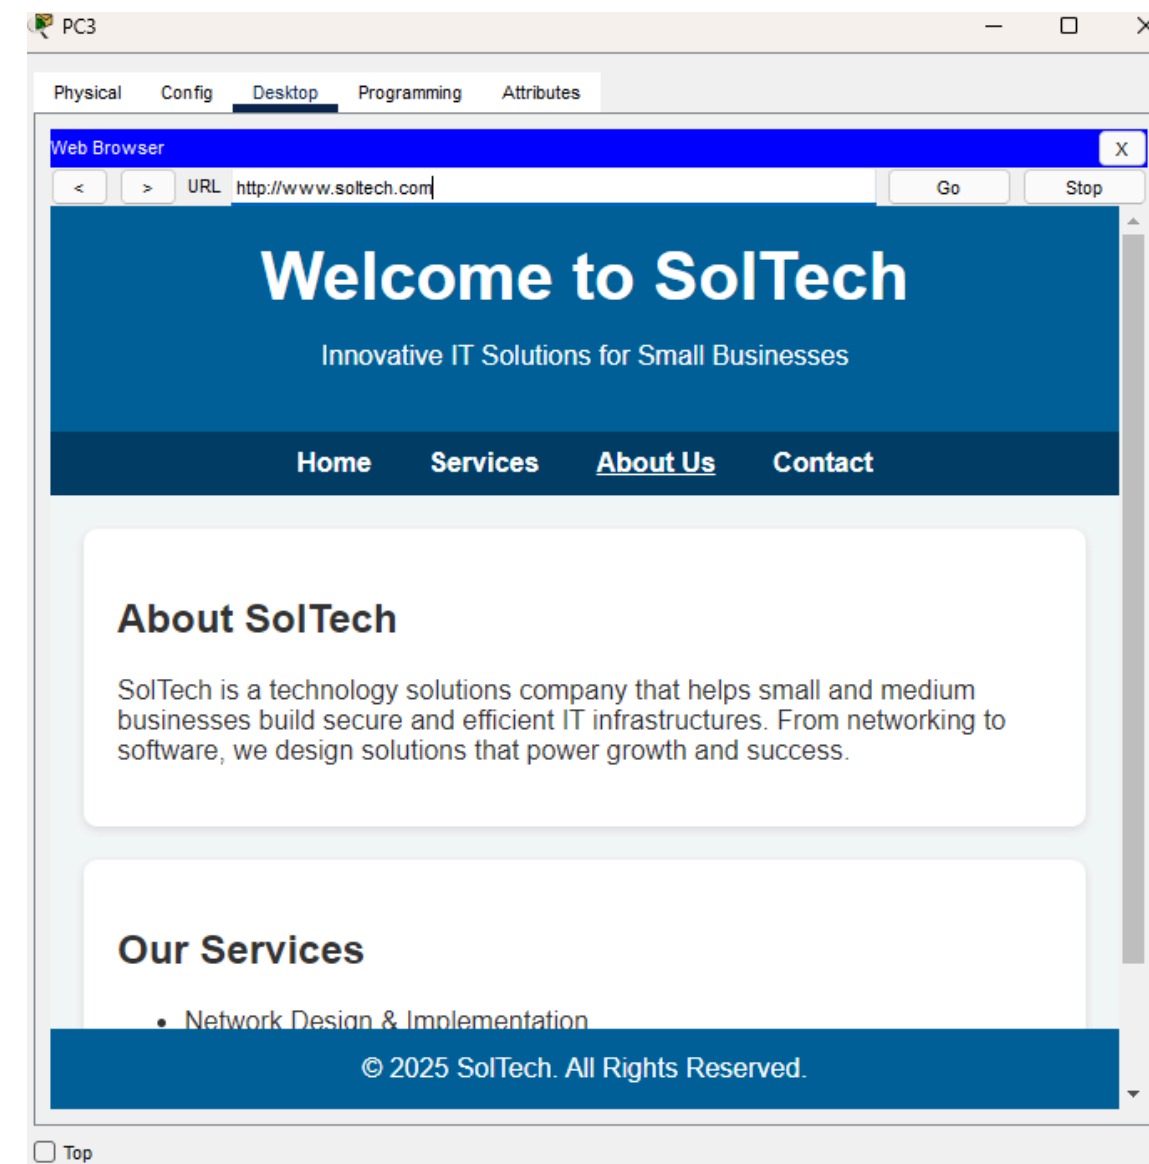 PC3
Physical Config Desktop Programming Attributes
Web Browser X
< > URL http://www.soltech.com Go Stop
Welcome to SolTech
Innovative IT Solutions for Small Businesses
Home Services About Us Contact
About SolTech
SolTech is a technology solutions company that helps small and medium
businesses build secure and efficient IT infrastructures. From networking to
software, we design solutions that power growth and success.
Our Services
• Network Design & Implementation
© 2025 SolTech. All Rights Reserved.
Top